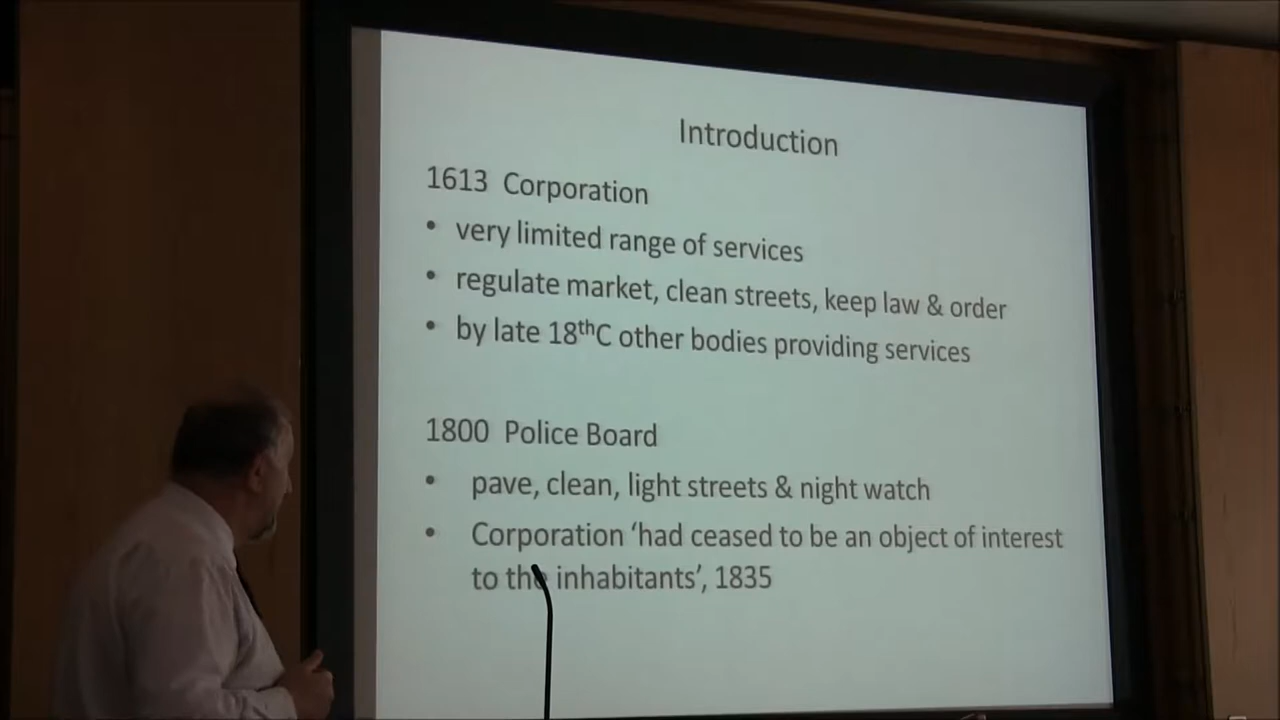 Introduction
1613 Corporation
• very limited range of services
• regulate market, clean streets, keep law & order
• by late 18thC other bodies providing services
1800 Police Board
• pave, clean, light streets & night watch
• Corporation ‘had ceased to be an object of interest
to the inhabitants’, 1835